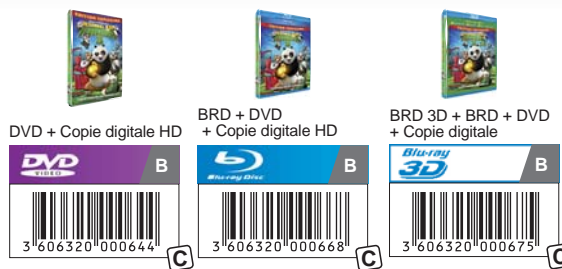 DVD + Copie digitale HD
DVD
VIDEO
B
3 606320 000644
C
BRD + DVD
+ Copie digitale HD
Blu-ray Disc
B
3 606320 000668
C
BRD 3D + BRD + DVD
+ Copie digitale
Blu-ray
3D
B
3 606320 000675
C